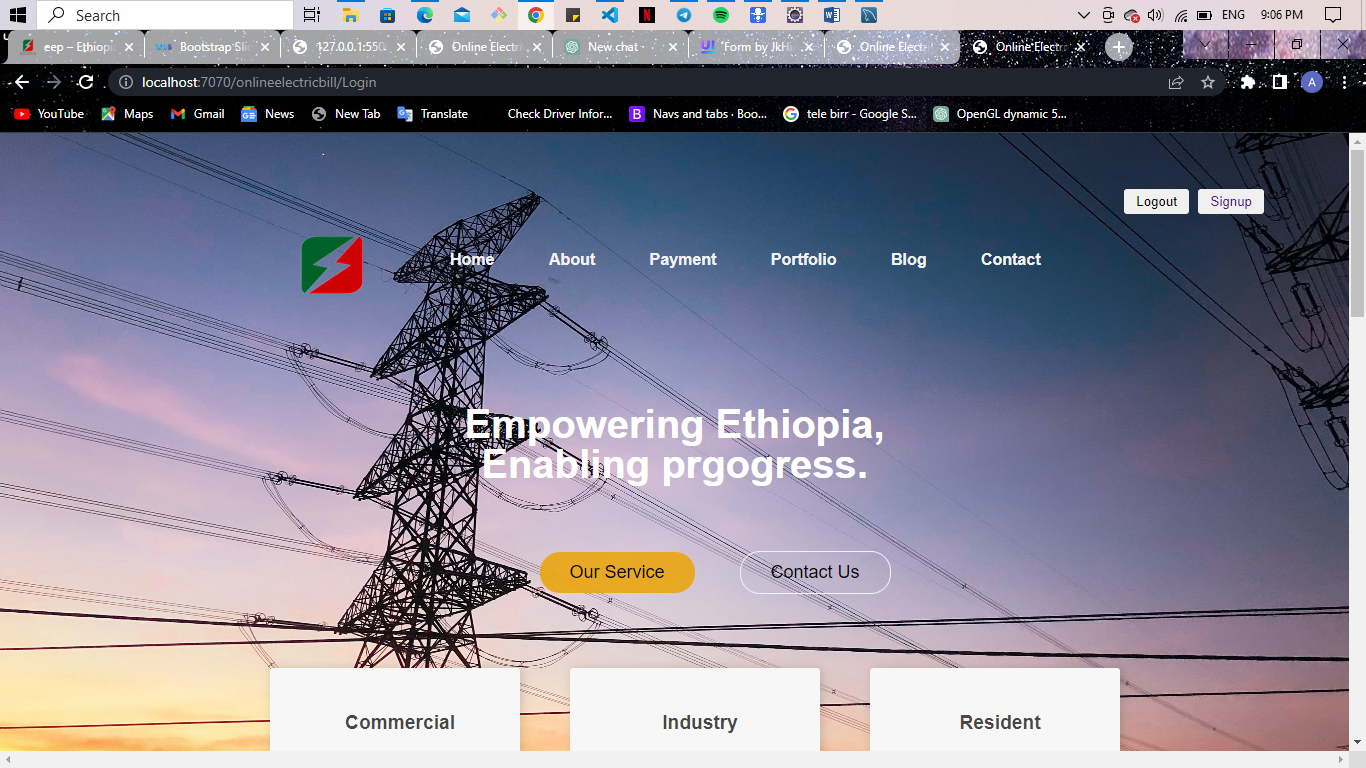 Search
ENG 9:06 PM
eep – Ethiopi
Bootstrap Slid
127.0.0.1:550
Online Electr
New chat
Form by JkHi
Online Elect
Online Electr
localhost:7070/onlineelectricbill/Login
A
YouTube Maps Gmail News New Tab Translate Check Driver Infor... B Navs and tabs · Boo... tele birr - Google S... OpenGL dynamic 5...
Logout Signup
Home About Payment Portfolio Blog Contact
Empowering Ethiopia,
Enabling prgogress.
Our Service Contact Us
Commercial Industry Resident